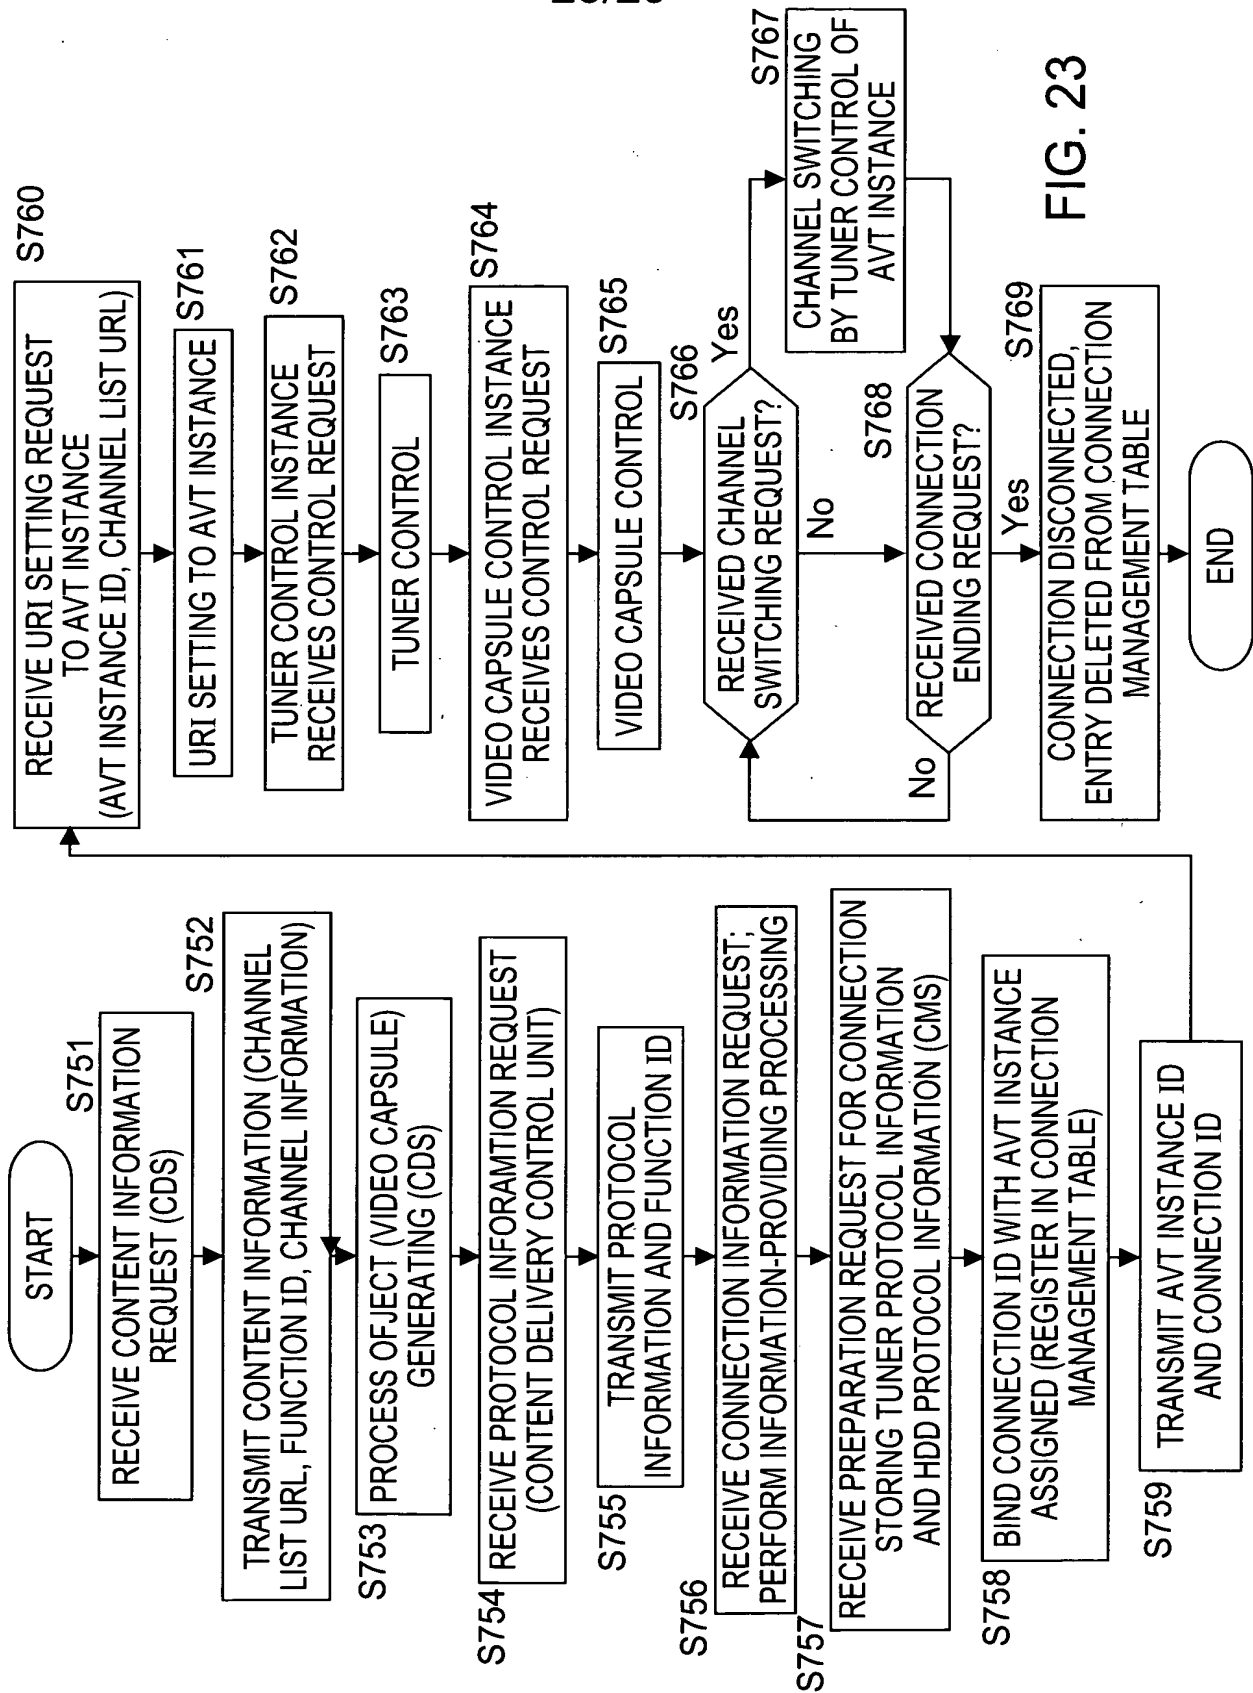 START
S751
RECEIVE CONTENT INFORMATION
REQUEST (CDS)
S752
TRANSMIT CONTENT INFORMATION (CHANNEL
LIST URL, FUNCTION ID, CHANNEL INFORMATION)
S753
PROCESS OFJECT (VIDEO CAPSULE)
GENERATING (CDS)
S754
RECEIVE PROTOCOL INFORAMTION REQUEST
(CONTENT DELIVERY CONTROL UNIT)
S755
TRANSMIT PROTOCOL
INFORMATION AND FUNCTION ID
S756
RECEIVE CONNECTION INFORMATION REQUEST;
PERFORM INFORMATION-PROVIDING PROCESSING
S757
RECEIVE PREPARATION REQUEST FOR CONNECTION
STORING TUNER PROTOCOL INFORMATION
AND HDD PROTOCOL INFORMATION (CMS)
S758
BIND CONNECTION ID WITH AVT INSTANCE
ASSIGNED (REGISTER IN CONNECTION
MANAGEMENT TABLE)
S759
TRANSMIT AVT INSTANCE ID
AND CONNECTION ID
S760
RECEIVE URI SETTING REQUEST
TO AVT INSTANCE
(AVT INSTANCE ID, CHANNEL LIST URL)
S761
URI SETTING TO AVT INSTANCE
S762
TUNER CONTROL INSTANCE
RECEIVES CONTROL REQUEST
S763
TUNER CONTROL
S764
VIDEO CAPSULE CONTROL INSTANCE
RECEIVES CONTROL REQUEST
S765
VIDEO CAPSULE CONTROL
S766
RECEIVED CHANNEL
SWITCHING REQUEST?
Yes
No
S767
CHANNEL SWITCHING
BY TUNER CONTROL OF
AVT INSTANCE
S768
RECEIVED CONNECTION
ENDING REQUEST?
No
Yes
S769
CONNECTION DISCONNECTED,
ENTRY DELETED FROM CONNECTION
MANAGEMENT TABLE
END
FIG. 23